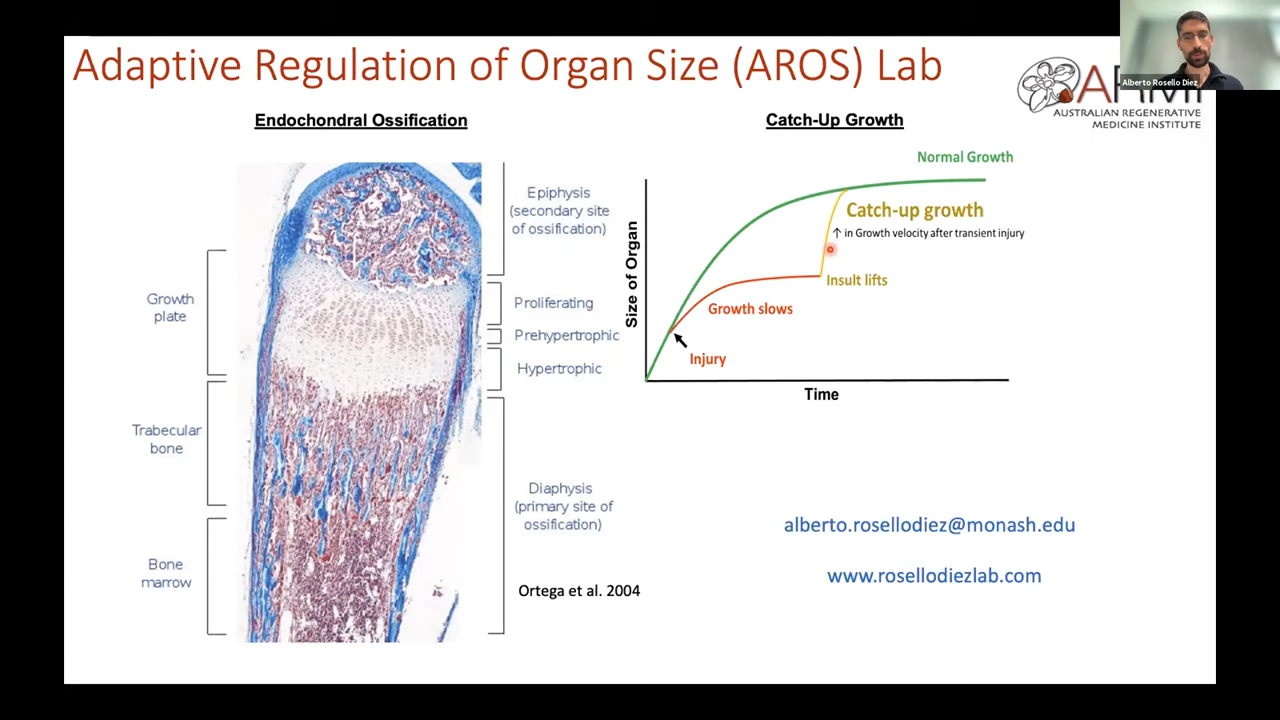 Adaptive Regulation of Organ Size (AROS) Lab
Alberto Rosello Diez
AUSTRALIAN REGENERATIVE
MEDICINE INSTITUTE
Endochondral Ossification
Growth
plate
Trabecular
bone
Bone
marrow
Epiphysis
(secondary site
of ossification)
Proliferating
Prehypertrophic
Hypertrophic
Diaphysis
(primary site of
ossification)
Ortega et al. 2004
Catch-Up Growth
Normal Growth
Catch-up growth
↑ in Growth velocity after transient injury
Insult lifts
Growth slows
Injury
Size of Organ
Time
alberto.rosellodiez@monash.edu
www.rosellodiezlab.com